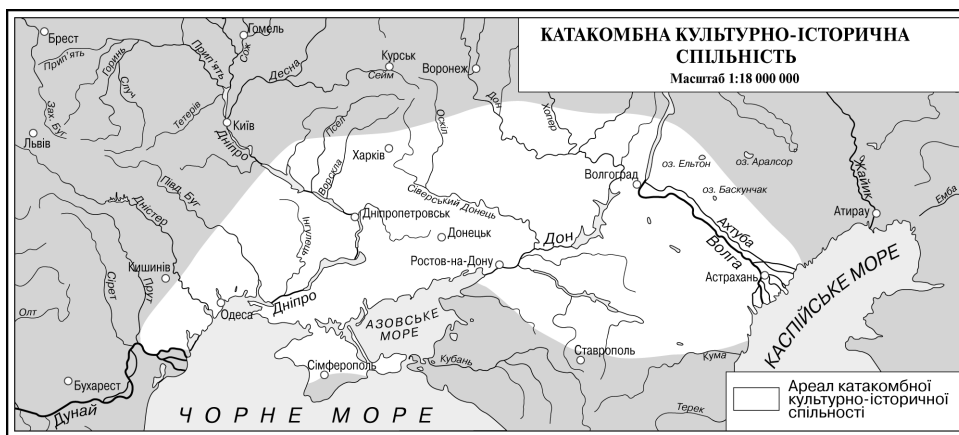 КАТАКОМБНА КУЛЬТУРНО-ІСТОРИЧНА
СПІЛЬНІСТЬ
Масштаб 1:18 000 000
Брест
Гомель
Прип'ять
Горинь
Случ
Прип'ять
Сож
Десна
Сейм
Курськ
Воронеж
Зах. Буг
Тетерів
Київ
Псел
Оскіл
Дон
Хопер
Львів
Дніпро
Ворскла
Харків
Волгоград
оз. Ельтон
оз. Аралсор
Жайик
Півд. Буг
Сіверський Донець
оз. Баскунчак
Емба
Дністер
Інгулець
Дніпропетровськ
Донецьк
Дон
Ахтуба
Волга
Атирау
Кишинів
Сірет
Прут
Ростов-на-Дону
Астрахань
Олт
Одеса
Дніпро
АЗОВСЬКЕ
МОРЕ
КАСПІЙСЬКЕ МОРЕ
Сімферополь
Кубань
Ставрополь
Кума
Бухарест
Дунай
ЧОРНЕ МОРЕ
Терек
Ареал катакомбної
культурно-історичної
спільності